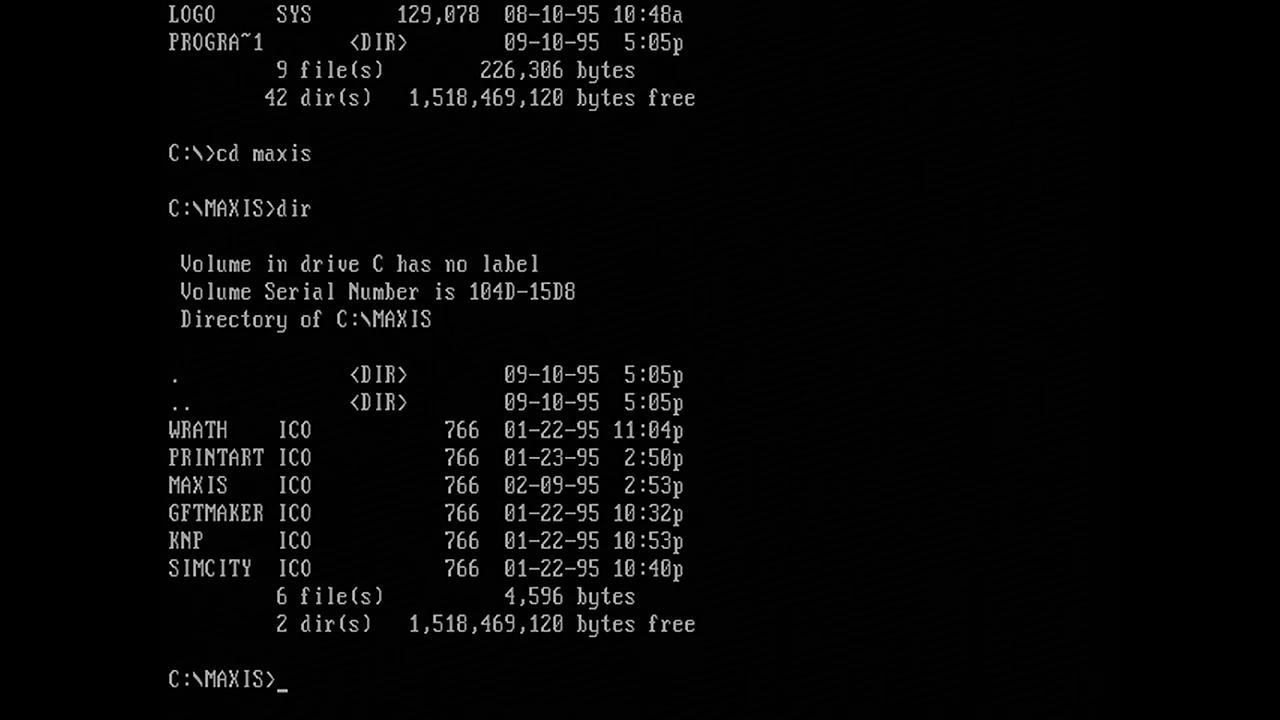 LOGO     SYS       129,078  08-10-95 10:48a
PROGRA~1       <DIR>        09-10-95  5:05p
         9 file(s)        226,306 bytes
        42 dir(s)   1,518,469,120 bytes free
C:\>cd maxis
C:\MAXIS>dir
 Volume in drive C has no label
 Volume Serial Number is 104D-15D8
 Directory of C:\MAXIS
.              <DIR>        09-10-95  5:05p
..             <DIR>        09-10-95  5:05p
WRATH    ICO           766  01-22-95 11:04p
PRINTART ICO           766  01-23-95  2:50p
MAXIS    ICO           766  02-09-95  2:53p
GFTMAKER ICO           766  01-22-95 10:32p
KNP      ICO           766  01-22-95 10:53p
SIMCITY  ICO           766  01-22-95 10:40p
         6 file(s)          4,596 bytes
         2 dir(s)   1,518,469,120 bytes free
C:\MAXIS>_